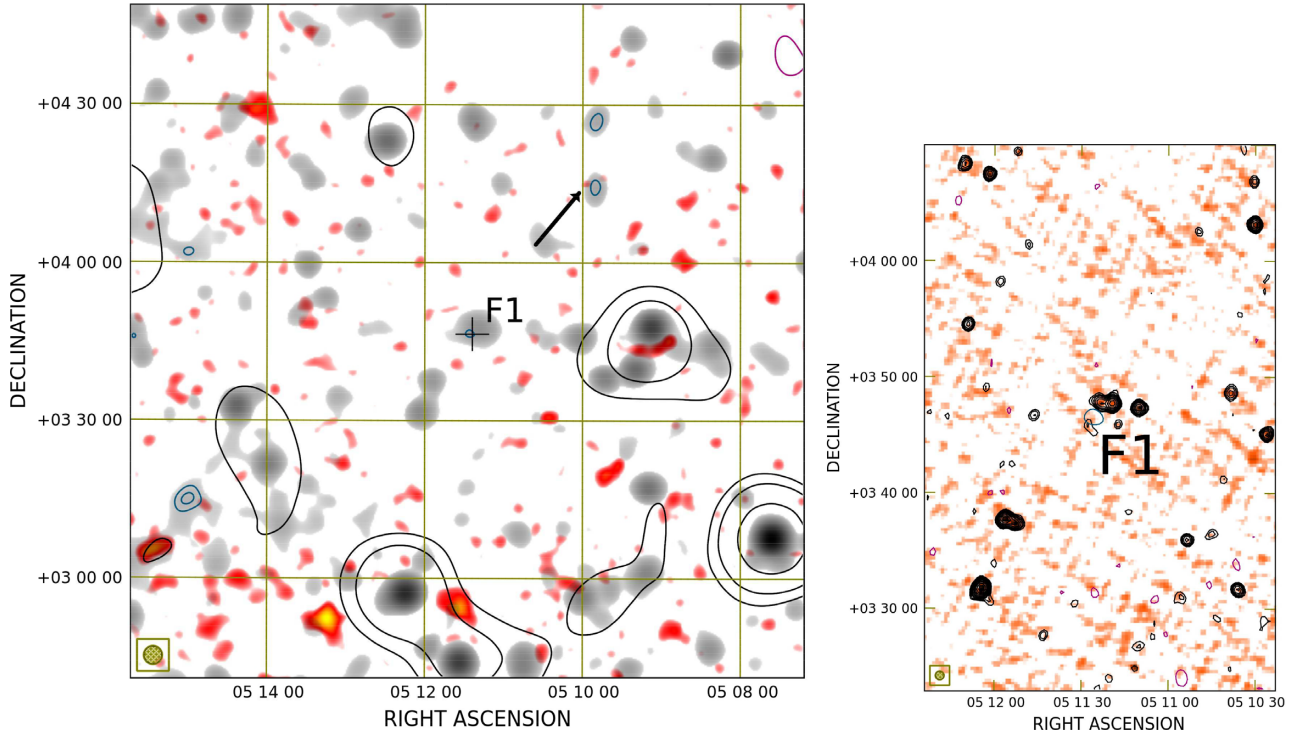 +04 30 00
+04 00 00
+03 30 00
+03 00 00
DECLINATION
F1
05 14 00
05 12 00
05 10 00
05 08 00
RIGHT ASCENSION
+04 00 00
+03 50 00
+03 40 00
+03 30 00
DECLINATION
F1
05 12 00
05 11 30
05 11 00
05 10 30
RIGHT ASCENSION